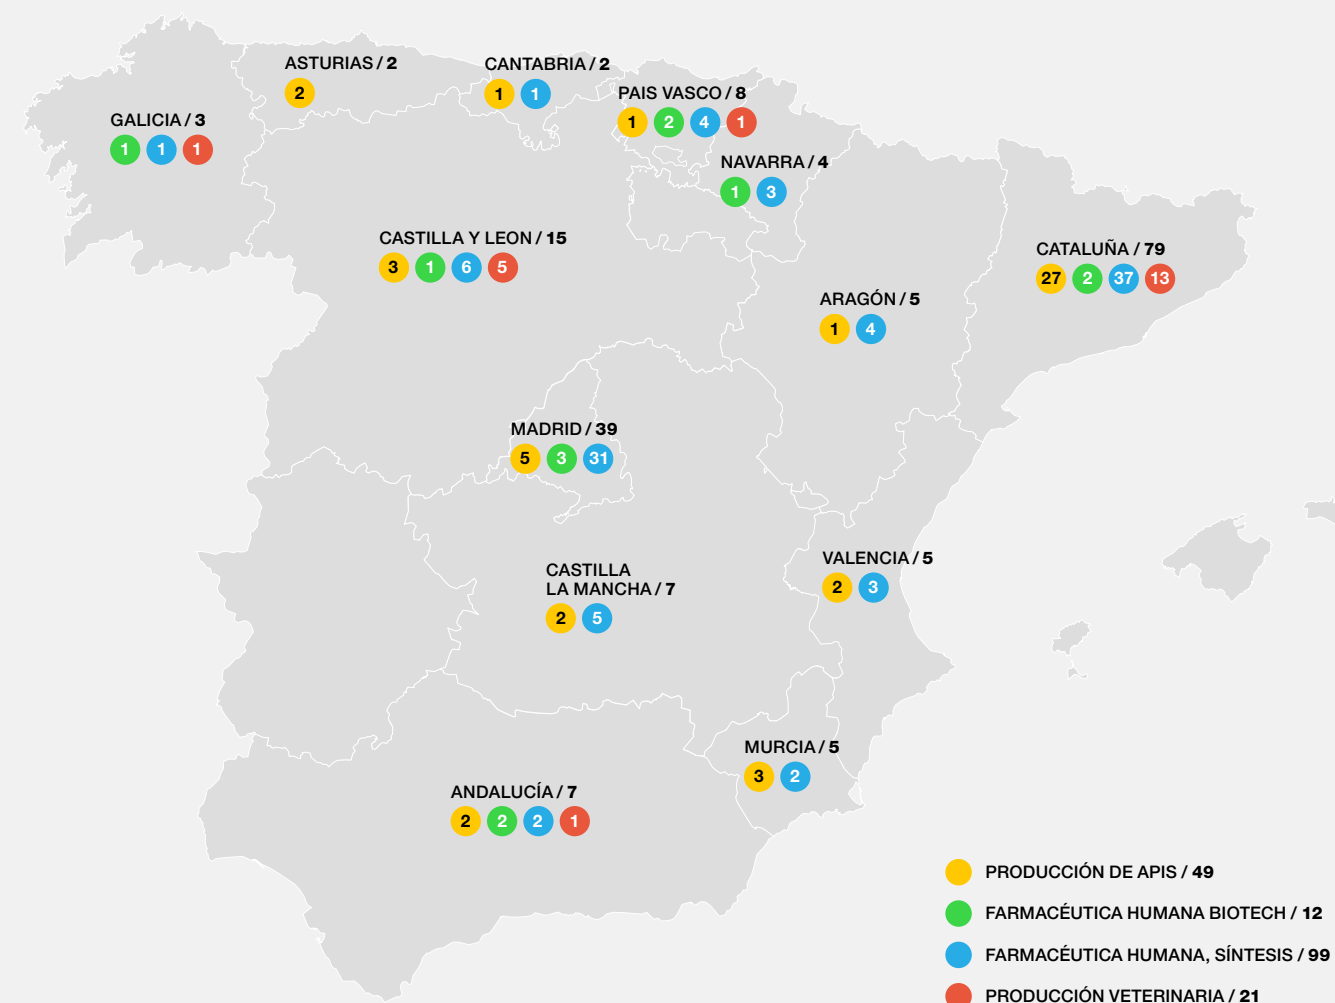 ASTURIAS / 2
2
CANTABRIA / 2
1 1
PAIS VASCO / 8
1 2 4 1
GALICIA / 3
1 1 1
NAVARRA / 4
1 3
CASTILLA Y LEON / 15
3 1 6 5
CATALUÑA / 79
27 2 37 13
ARAGÓN / 5
1 4
MADRID / 39
5 3 31
VALENCIA / 5
2 3
CASTILLA
LA MANCHA / 7
2 5
MURCIA / 5
3 2
ANDALUCÍA / 7
2 2 2 1
PRODUCCIÓN DE APIS / 49
FARMACÉUTICA HUMANA BIOTECH / 12
FARMACÉUTICA HUMANA, SÍNTESIS / 99
PRODUCCIÓN VETERINARIA / 21